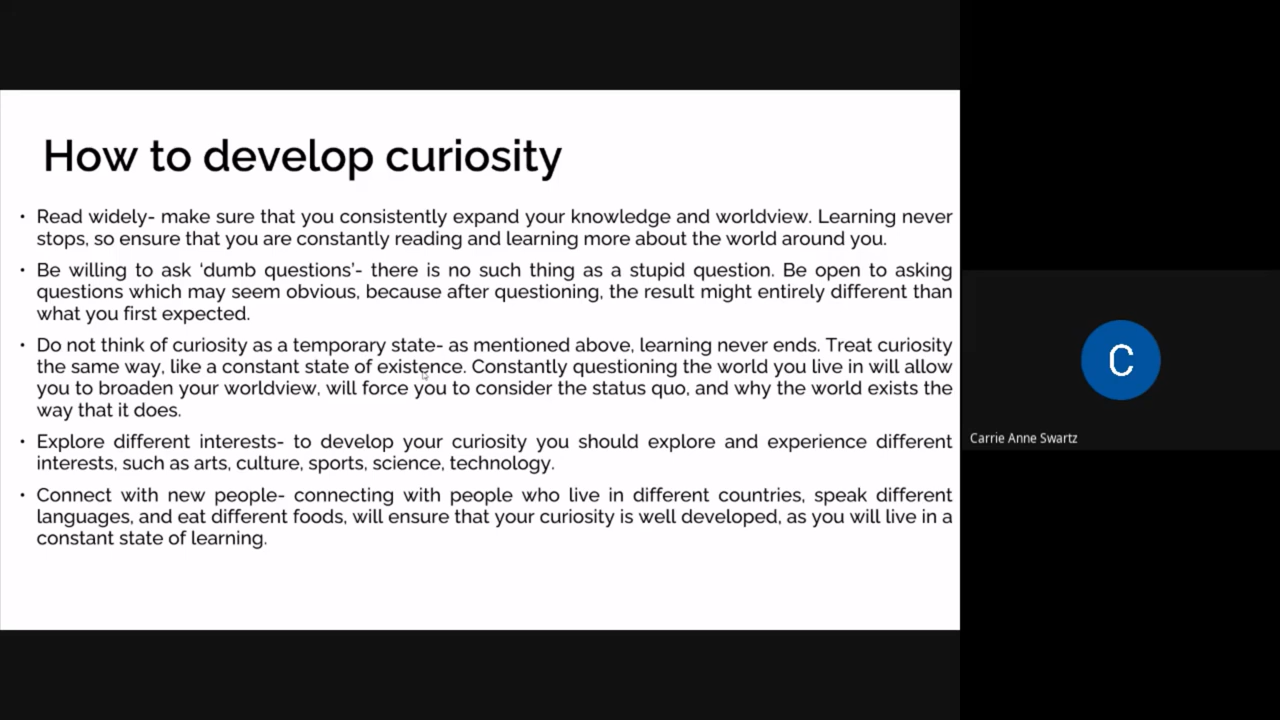 How to develop curiosity
• Read widely- make sure that you consistently expand your knowledge and worldview. Learning never
stops, so ensure that you are constantly reading and learning more about the world around you.
• Be willing to ask ‘dumb questions’- there is no such thing as a stupid question. Be open to asking
questions which may seem obvious, because after questioning, the result might entirely different than
what you first expected.
• Do not think of curiosity as a temporary state- as mentioned above, learning never ends. Treat curiosity
the same way, like a constant state of existence. Constantly questioning the world you live in will allow
you to broaden your worldview, will force you to consider the status quo, and why the world exists the
way that it does.
• Explore different interests- to develop your curiosity you should explore and experience different
interests, such as arts, culture, sports, science, technology.
• Connect with new people- connecting with people who live in different countries, speak different
languages, and eat different foods, will ensure that your curiosity is well developed, as you will live in a
constant state of learning.
C
Carrie Anne Swartz